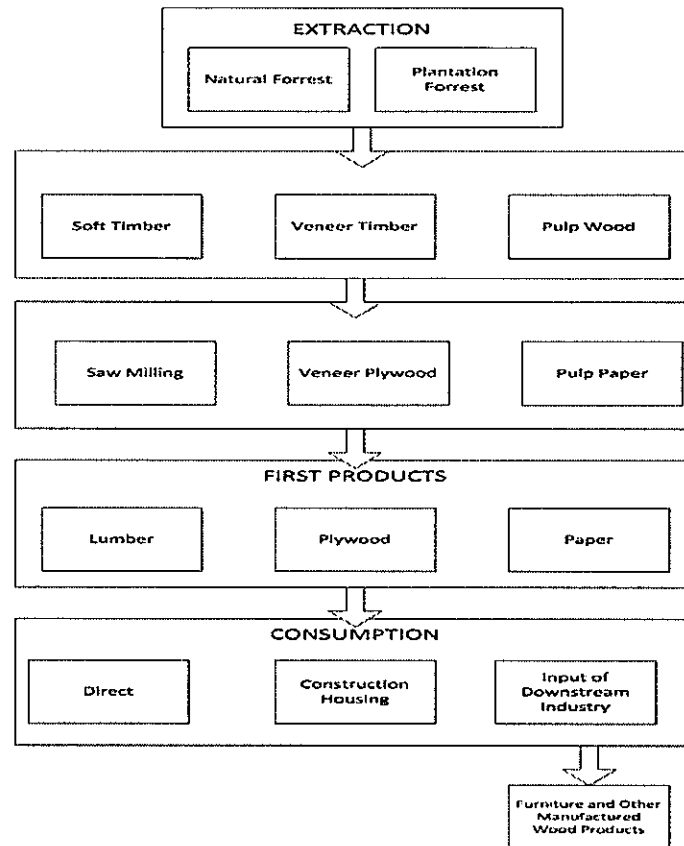 EXTRACTION
Natural Forrest
Plantation
Forrest
Soft Timber
Veneer Timber
Pulp Wood
Saw Milling
Veneer Plywood
Pulp Paper
FIRST PRODUCTS
Lumber
Plywood
Paper
CONSUMPTION
Direct
Construction
Housing
Input of
Downstream
Industry
Furniture and Other
Manufactured
Wood Products